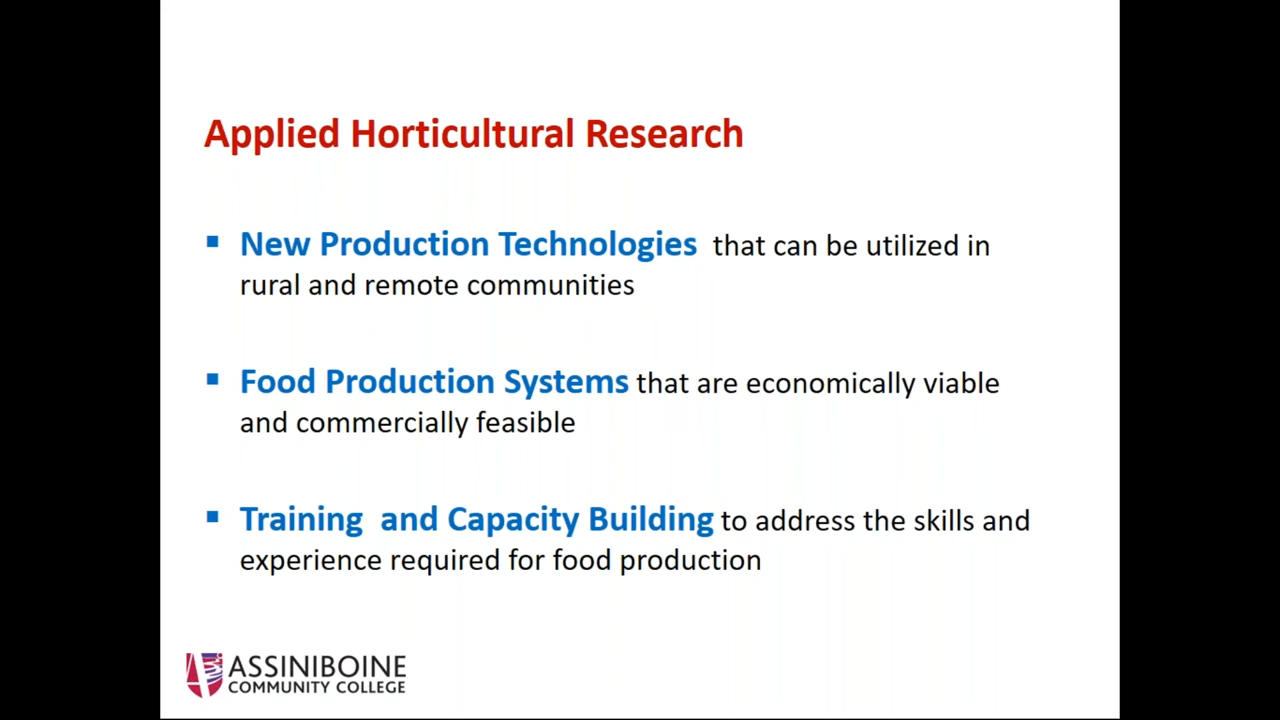 Applied Horticultural Research
▪ New Production Technologies that can be utilized in
rural and remote communities
▪ Food Production Systems that are economically viable
and commercially feasible
▪ Training and Capacity Building to address the skills and
experience required for food production
ASSINIBOINE
COMMUNITY COLLEGE